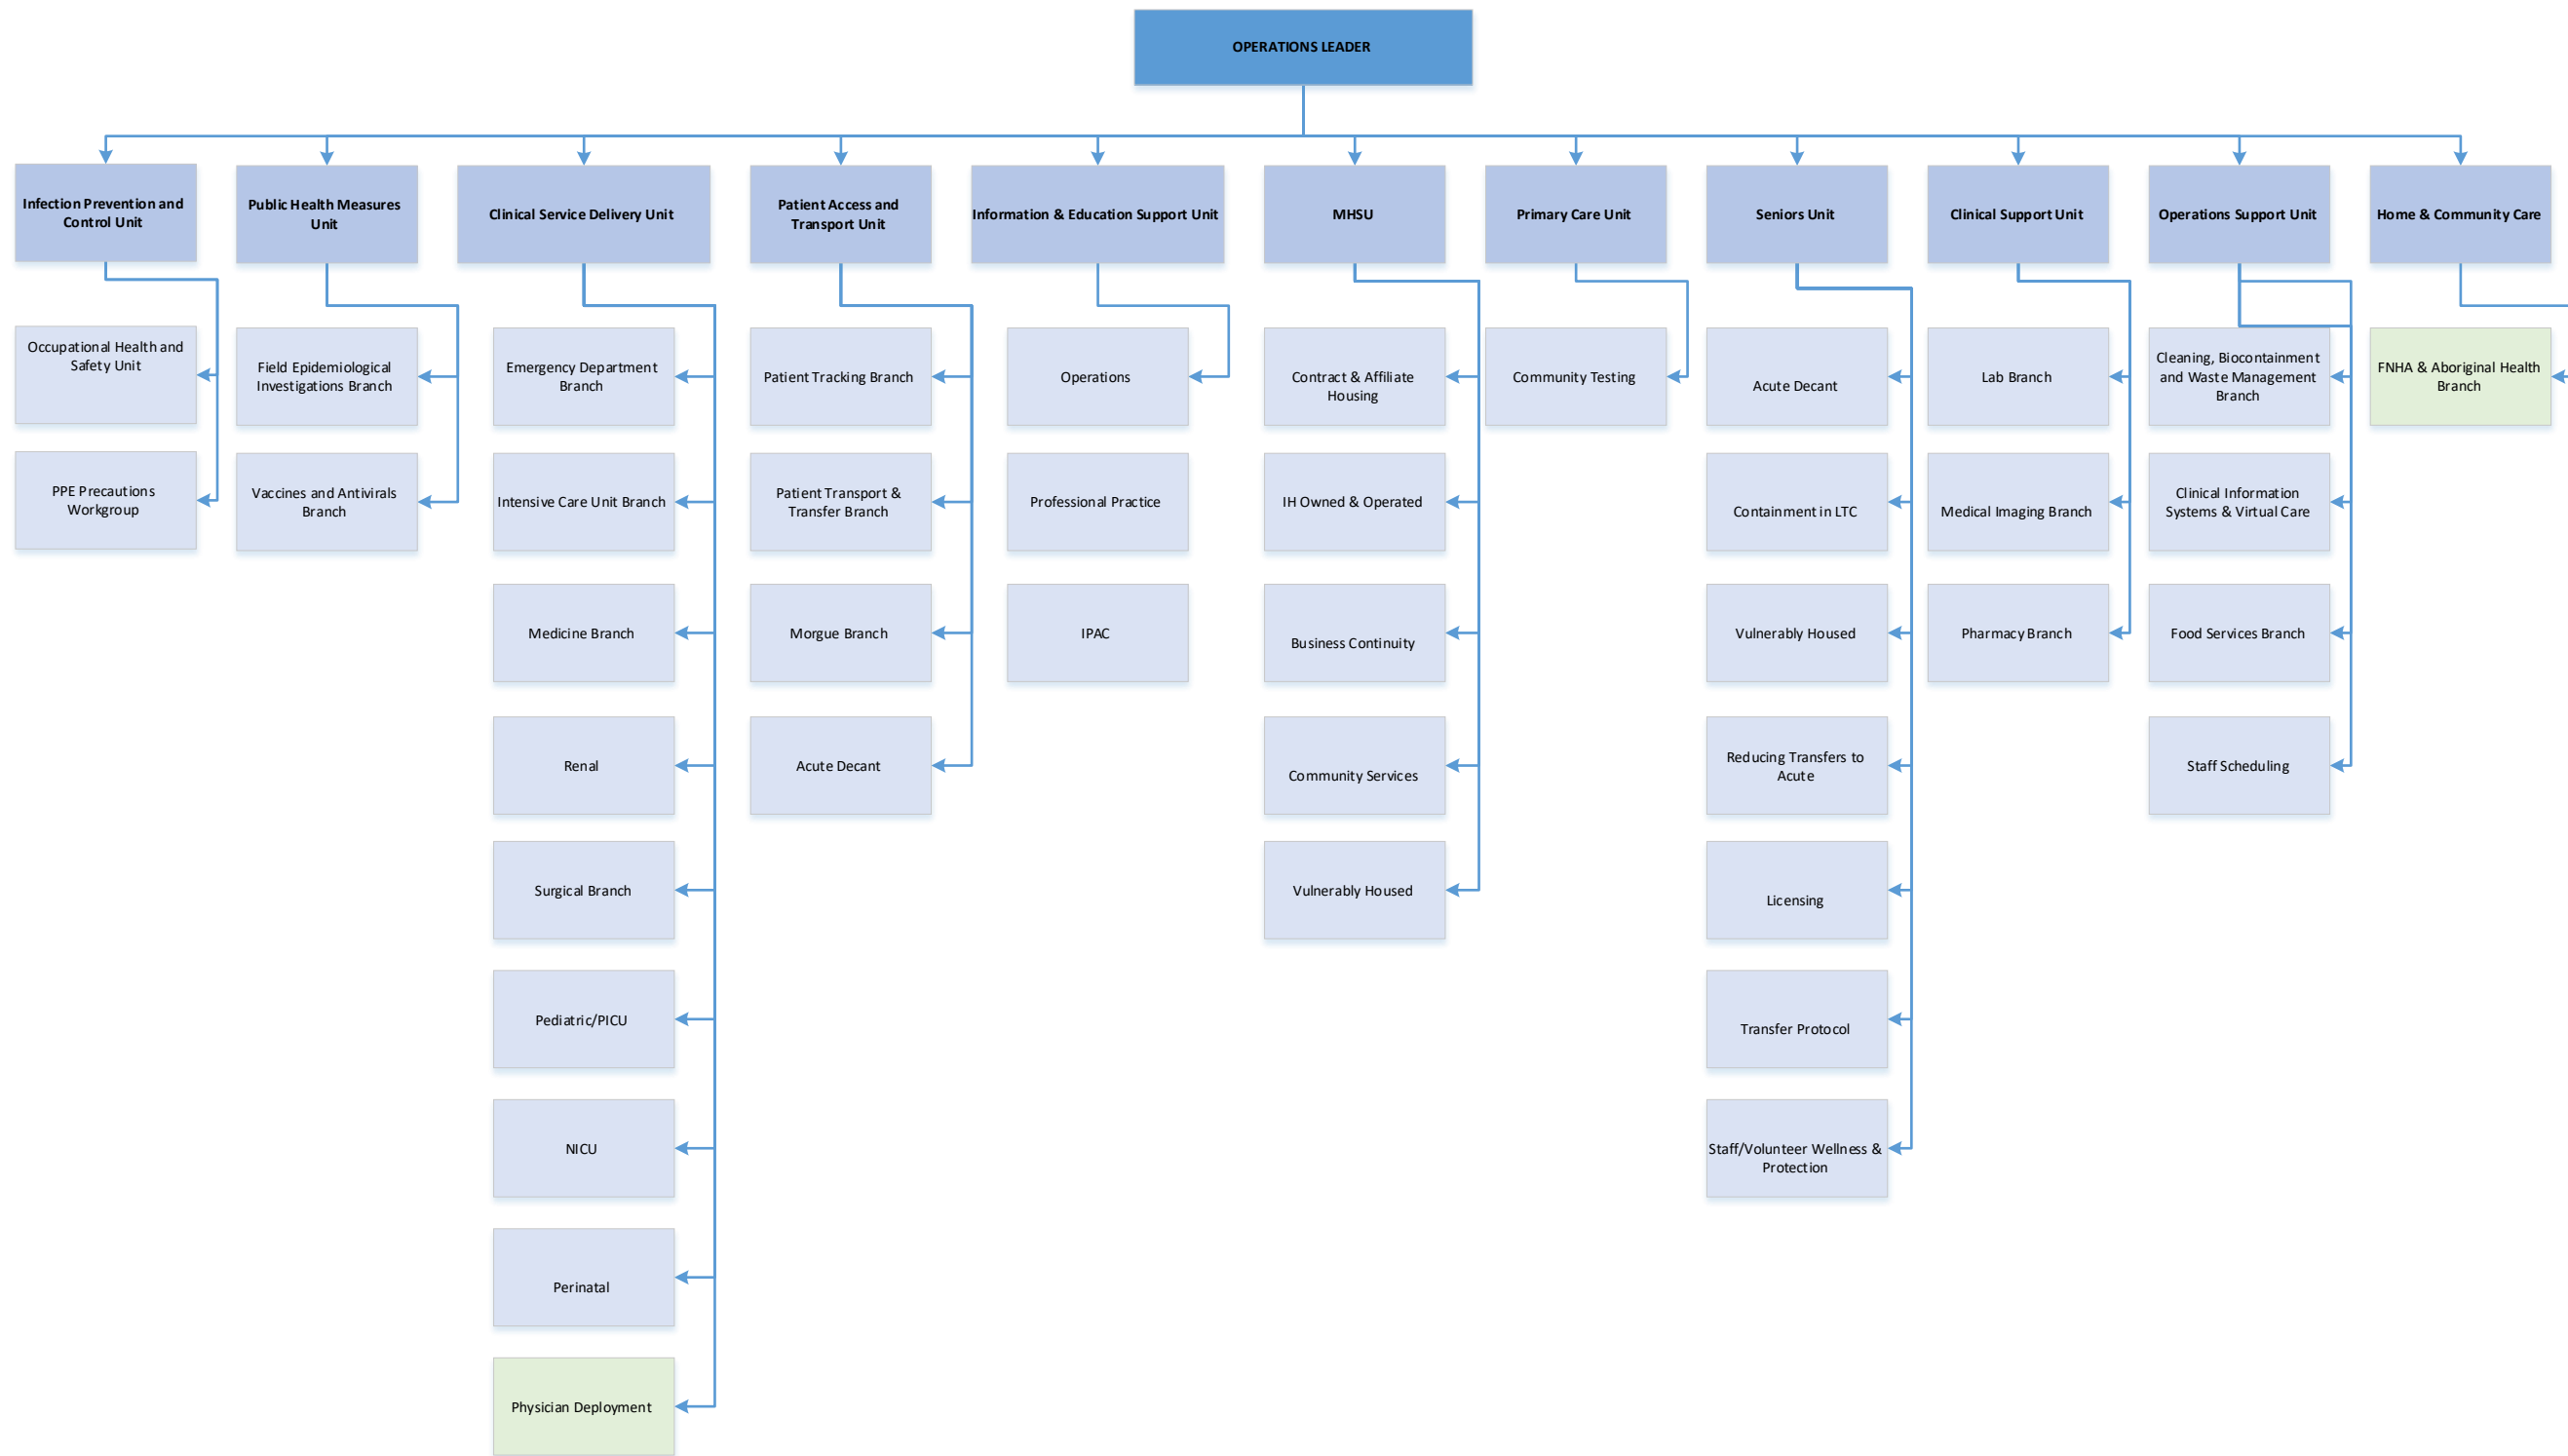 OPERATIONS LEADER
Infection Prevention and
Control Unit
Public Health Measures
Unit
Clinical Service Delivery Unit
Patient Access and
Transport Unit
Information & Education Support Unit
MHSU
Primary Care Unit
Seniors Unit
Clinical Support Unit
Operations Support Unit
Home & Community Care
Occupational Health and
Safety Unit
Field Epidemiological
Investigations Branch
Emergency Department
Branch
Patient Tracking Branch
Operations
Contract & Affiliate
Housing
Community Testing
Acute Decant
Lab Branch
Cleaning, Biocontainment
and Waste Management
Branch
FNHA & Aboriginal Health
Branch
PPE Precautions
Workgroup
Vaccines and Antivirals
Branch
Intensive Care Unit Branch
Patient Transport &
Transfer Branch
Professional Practice
IH Owned & Operated
Containment in LTC
Medical Imaging Branch
Clinical Information
Systems & Virtual Care
Medicine Branch
Morgue Branch
IPAC
Business Continuity
Vulnerably Housed
Pharmacy Branch
Food Services Branch
Renal
Acute Decant
Community Services
Reducing Transfers to
Acute
Staff Scheduling
Surgical Branch
Vulnerably Housed
Licensing
Pediatric/PICU
Transfer Protocol
NICU
Staff/Volunteer Wellness &
Protection
Perinatal
Physician Deployment